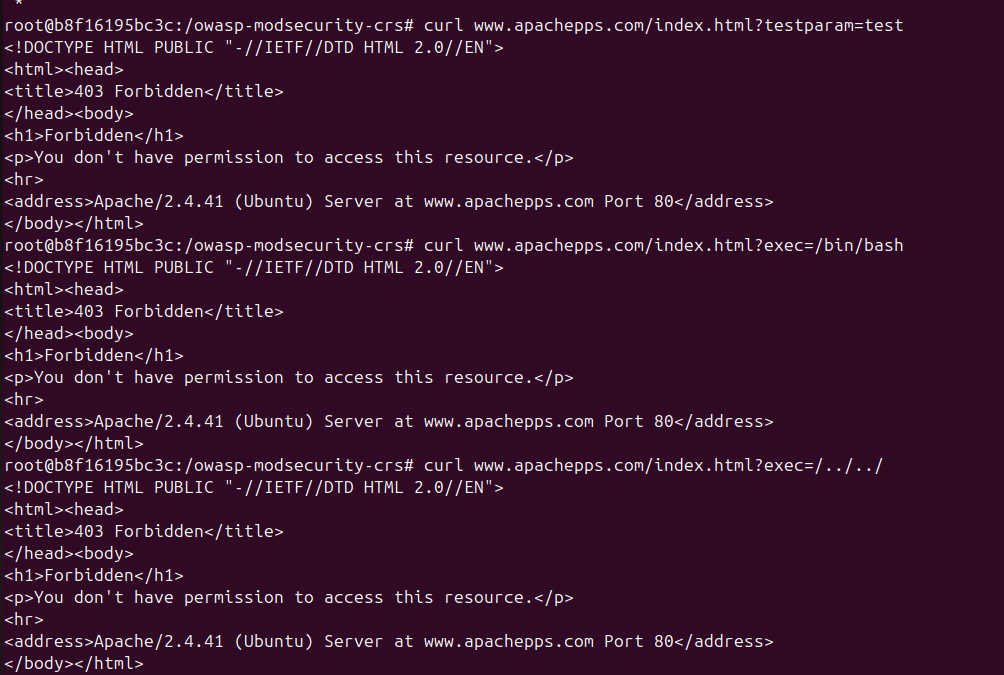 *
root@b8f16195bc3c:/owasp-modsecurity-crs# curl www.apachepps.com/index.html?testparam=test
<!DOCTYPE HTML PUBLIC "-//IETF//DTD HTML 2.0//EN">
<html><head>
<title>403 Forbidden</title>
</head><body>
<h1>Forbidden</h1>
<p>You don't have permission to access this resource.</p>
<hr>
<address>Apache/2.4.41 (Ubuntu) Server at www.apachepps.com Port 80</address>
</body></html>
root@b8f16195bc3c:/owasp-modsecurity-crs# curl www.apachepps.com/index.html?exec=/bin/bash
<!DOCTYPE HTML PUBLIC "-//IETF//DTD HTML 2.0//EN">
<html><head>
<title>403 Forbidden</title>
</head><body>
<h1>Forbidden</h1>
<p>You don't have permission to access this resource.</p>
<hr>
<address>Apache/2.4.41 (Ubuntu) Server at www.apachepps.com Port 80</address>
</body></html>
root@b8f16195bc3c:/owasp-modsecurity-crs# curl www.apachepps.com/index.html?exec=/../../
<!DOCTYPE HTML PUBLIC "-//IETF//DTD HTML 2.0//EN">
<html><head>
<title>403 Forbidden</title>
</head><body>
<h1>Forbidden</h1>
<p>You don't have permission to access this resource.</p>
<hr>
<address>Apache/2.4.41 (Ubuntu) Server at www.apachepps.com Port 80</address>
</body></html>